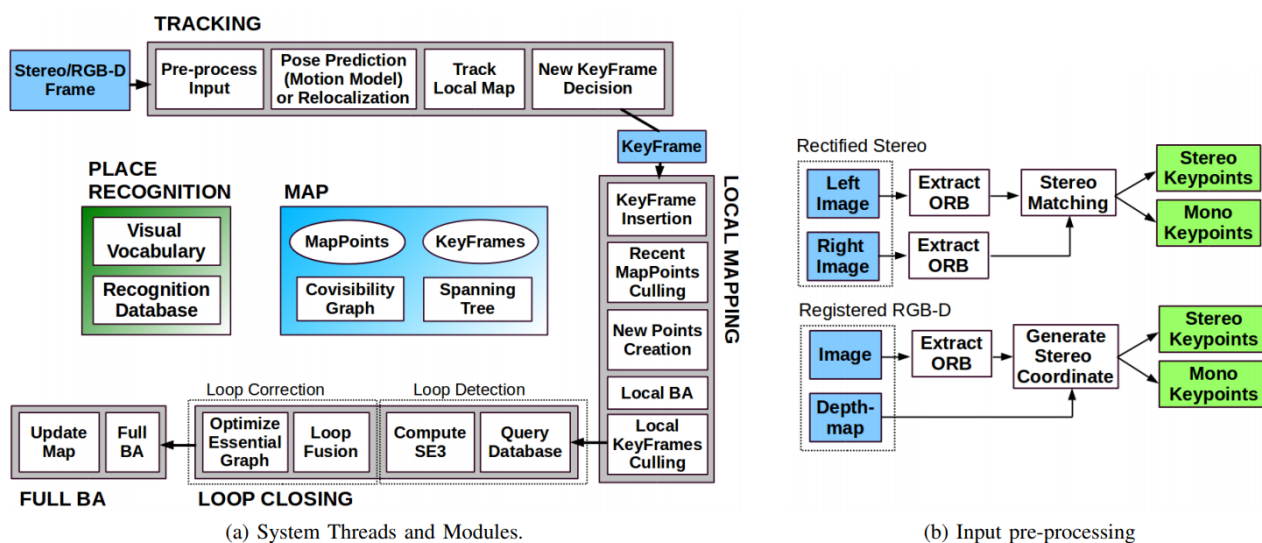 TRACKING
Stereo/RGB-D
Frame
Pre-process
Input
Pose Prediction
(Motion Model)
or Relocalization
Track
Local Map
New KeyFrame
Decision
KeyFrame
PLACE
RECOGNITION
Visual
Vocabulary
Recognition
Database
MAP
MapPoints
KeyFrames
Covisibility
Graph
Spanning
Tree
LOCAL MAPPING
KeyFrame
Insertion
Recent
MapPoints
Culling
New Points
Creation
Local BA
Local
KeyFrames
Culling
Loop Correction
Loop Detection
Update
Map
Full
BA
Optimize
Essential
Graph
Loop
Fusion
Compute
SE3
Query
Database
FULL BA
LOOP CLOSING
(a) System Threads and Modules.
Rectified Stereo
Left
Image
Extract
ORB
Stereo
Matching
Stereo
Keypoints
Mono
Keypoints
Right
Image
Extract
ORB
Registered RGB-D
Image
Extract
ORB
Generate
Stereo
Coordinate
Stereo
Keypoints
Mono
Keypoints
Depth-
map
(b) Input pre-processing